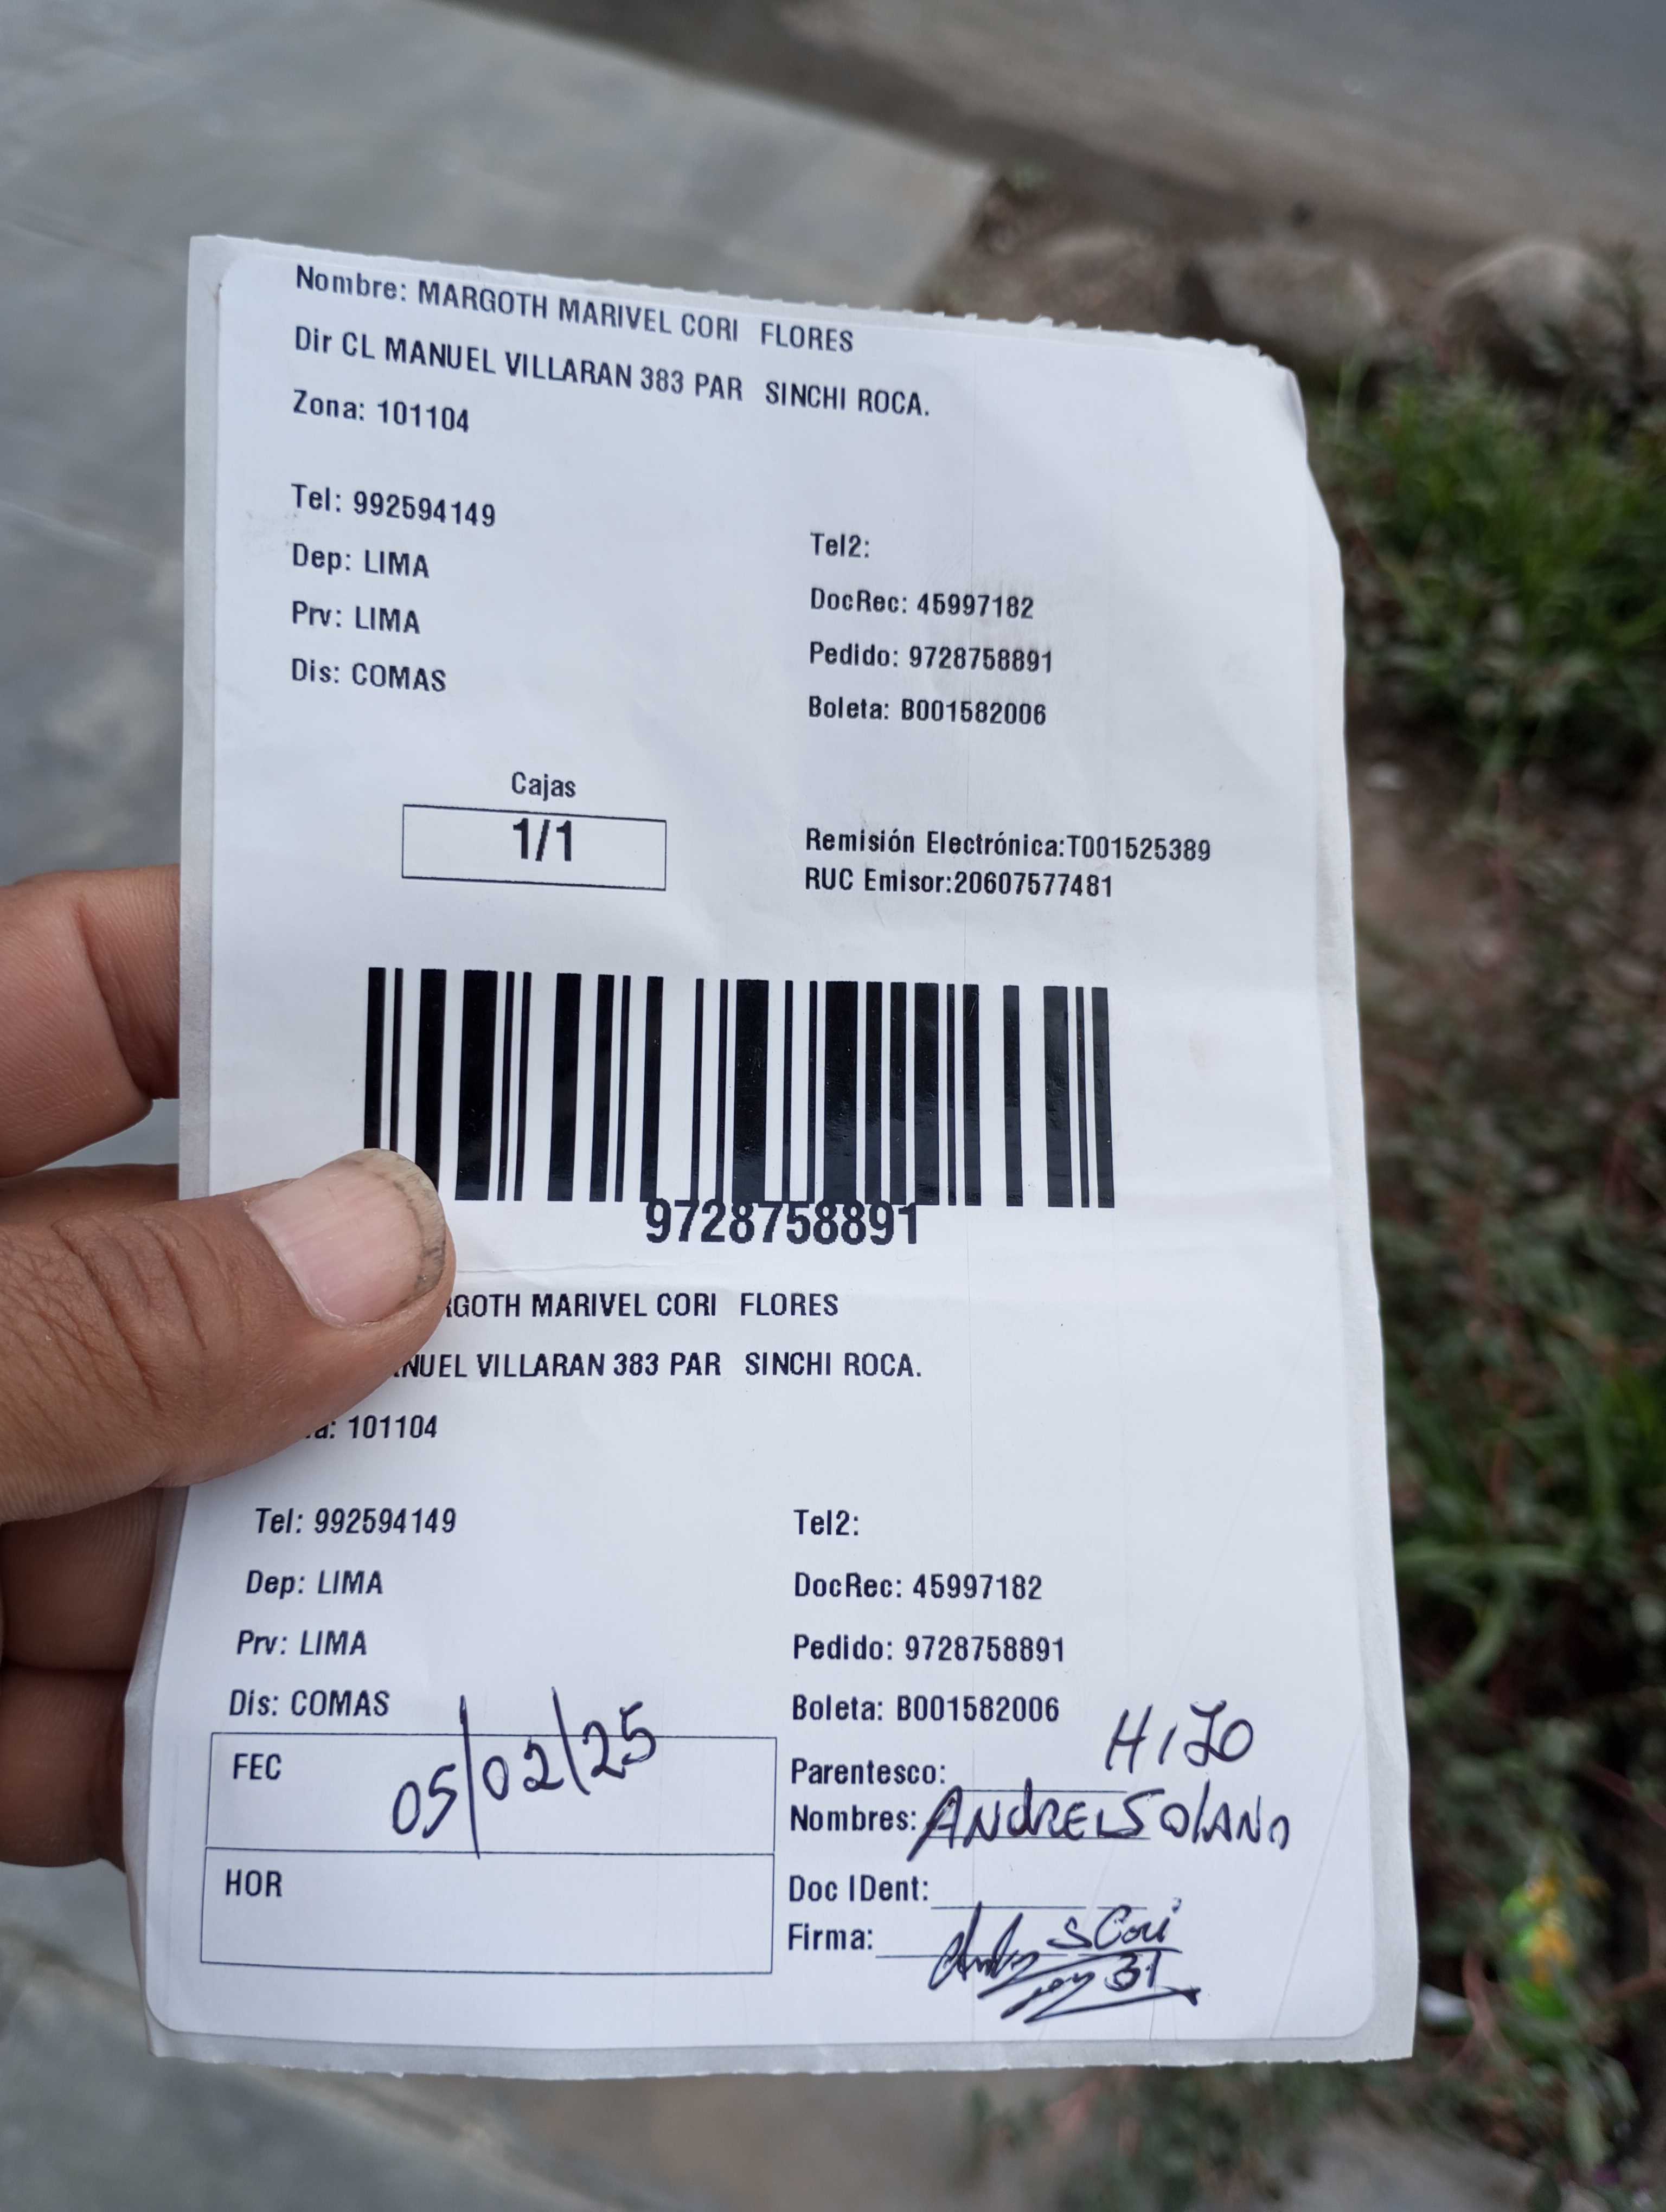 Nombre: MARGOTH MARIVEL CORI FLORES
Dir CL MANUEL VILLARAN 383 PAR SINCHI ROCA.
Zona: 101104
Tel: 992594149
Tel2:
Dep: LIMA
DocRec: 45997182
Prv: LIMA
Pedido: 9728758891
Dis: COMAS
Boleta: B001582006
Cajas
1/1
Remisión Electrónica:T001525389
RUC Emisor:20607577481
9728758891
RGOTH MARIVEL CORI FLORES
NUEL VILLARAN 383 PAR SINCHI ROCA.
a: 101104
Tel: 992594149
Tel2:
Dep: LIMA
DocRec: 45997182
Prv: LIMA
Pedido: 9728758891
Dis: COMAS
Boleta: B001582006
FEC 05/02/25
Parentesco: HIJO
Nombres: ANDRE SOLANO
HOR
Doc IDent:
Firma: S Cori